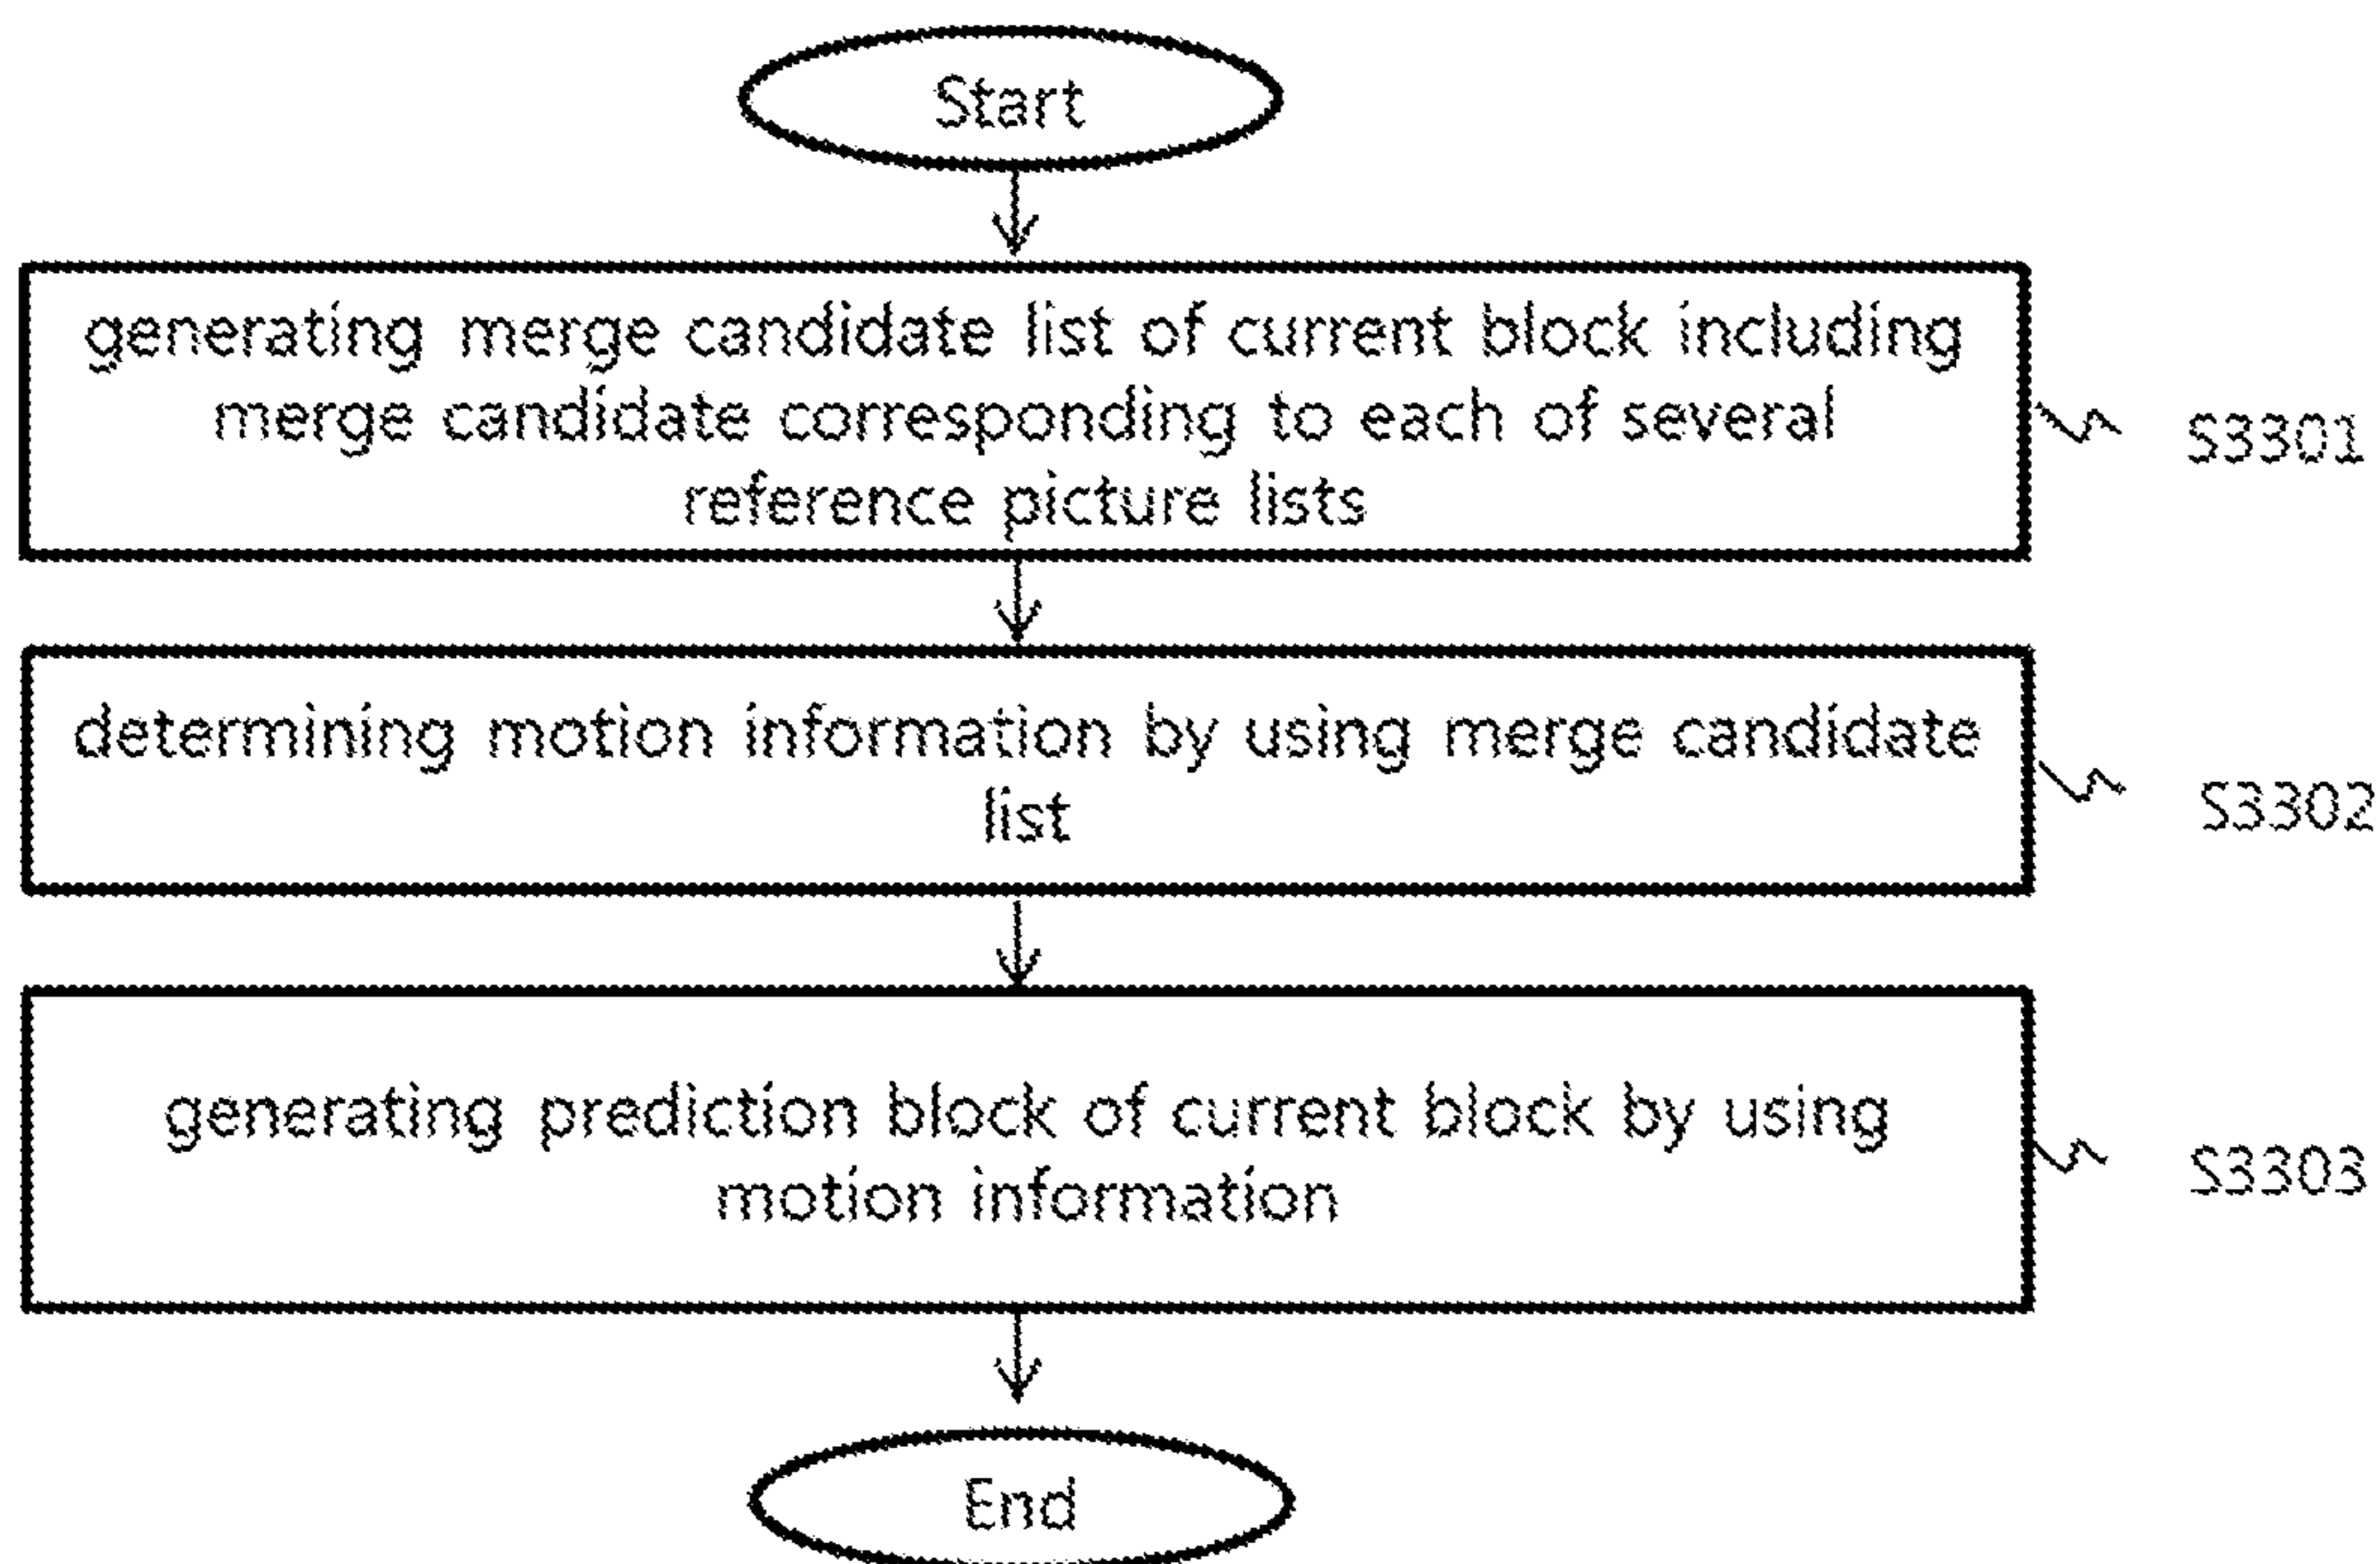 Start
generating merge candidate list of current block including
merge candidate corresponding to each of several
reference picture lists
S3301
determining motion information by using merge candidate
list
S3302
generating prediction block of current block by using
motion information
S3303
End